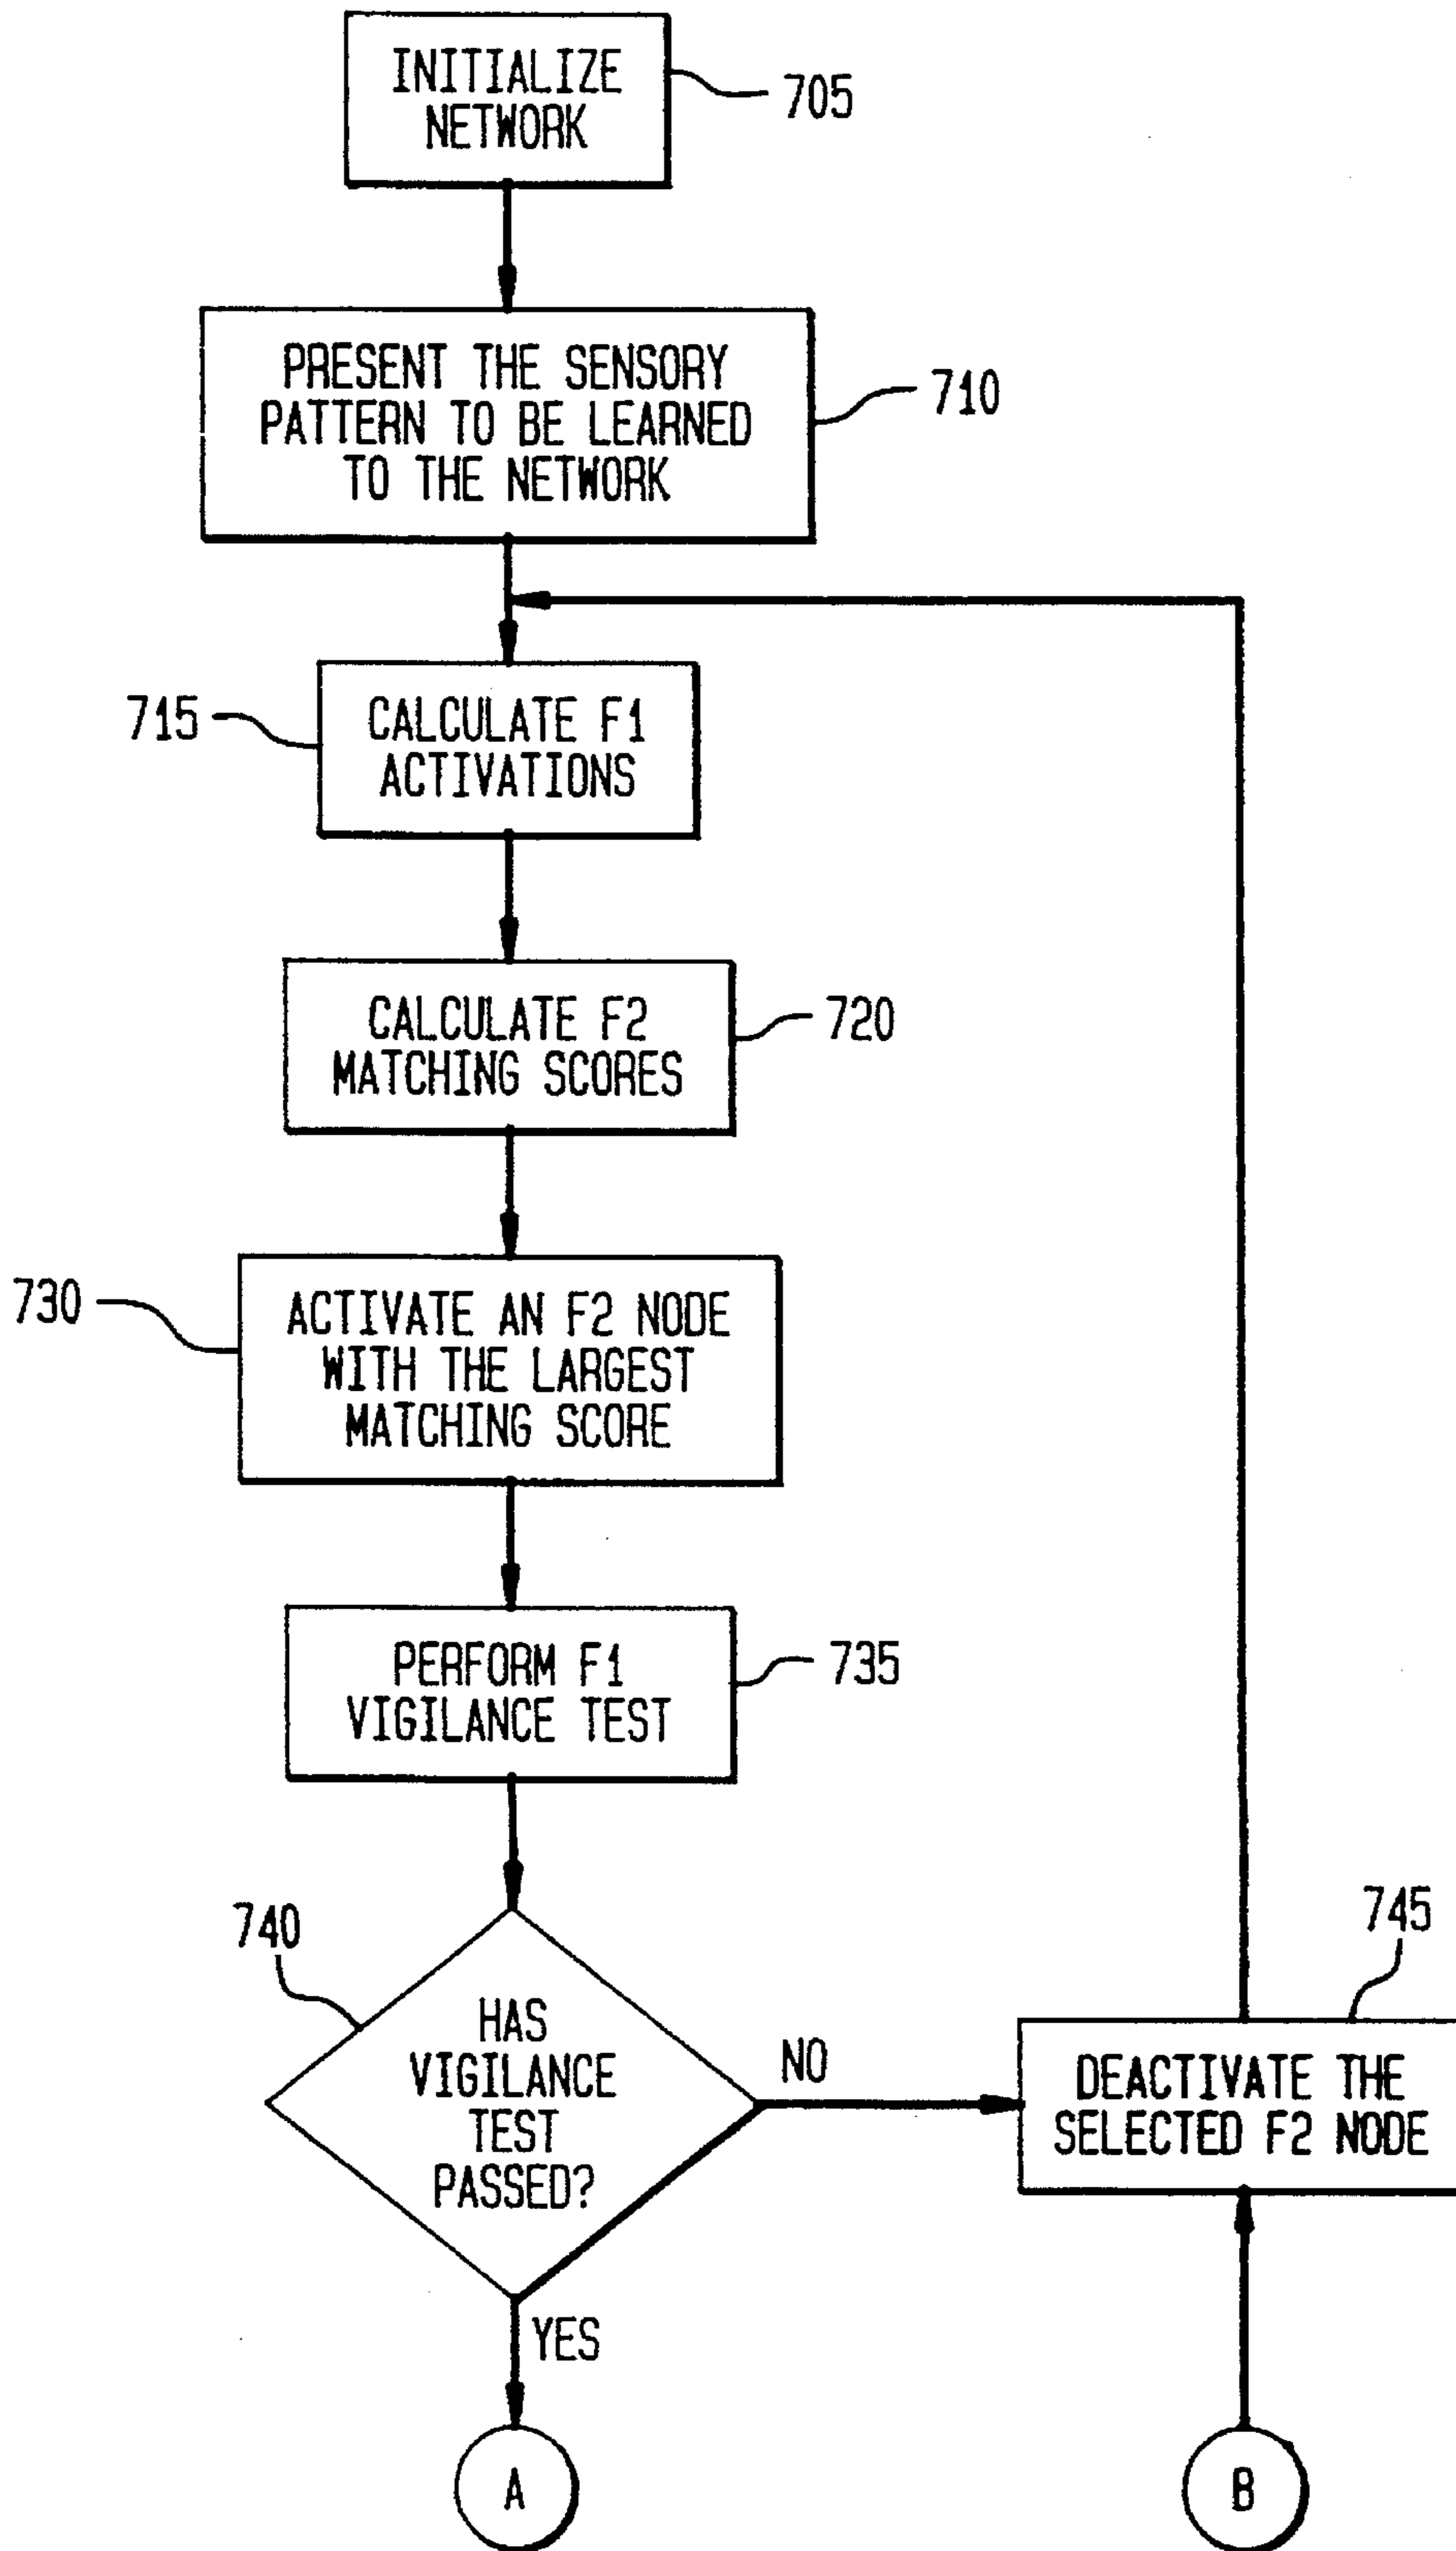 INITIALIZE
NETWORK
705
PRESENT THE SENSORY
PATTERN TO BE LEARNED
TO THE NETWORK
710
715
CALCULATE F1
ACTIVATIONS
CALCULATE F2
MATCHING SCORES
720
730
ACTIVATE AN F2 NODE
WITH THE LARGEST
MATCHING SCORE
PERFORM F1
VIGILANCE TEST
735
740
HAS
VIGILANCE
TEST
PASSED?
NO
YES
745
DEACTIVATE THE
SELECTED F2 NODE
A
B